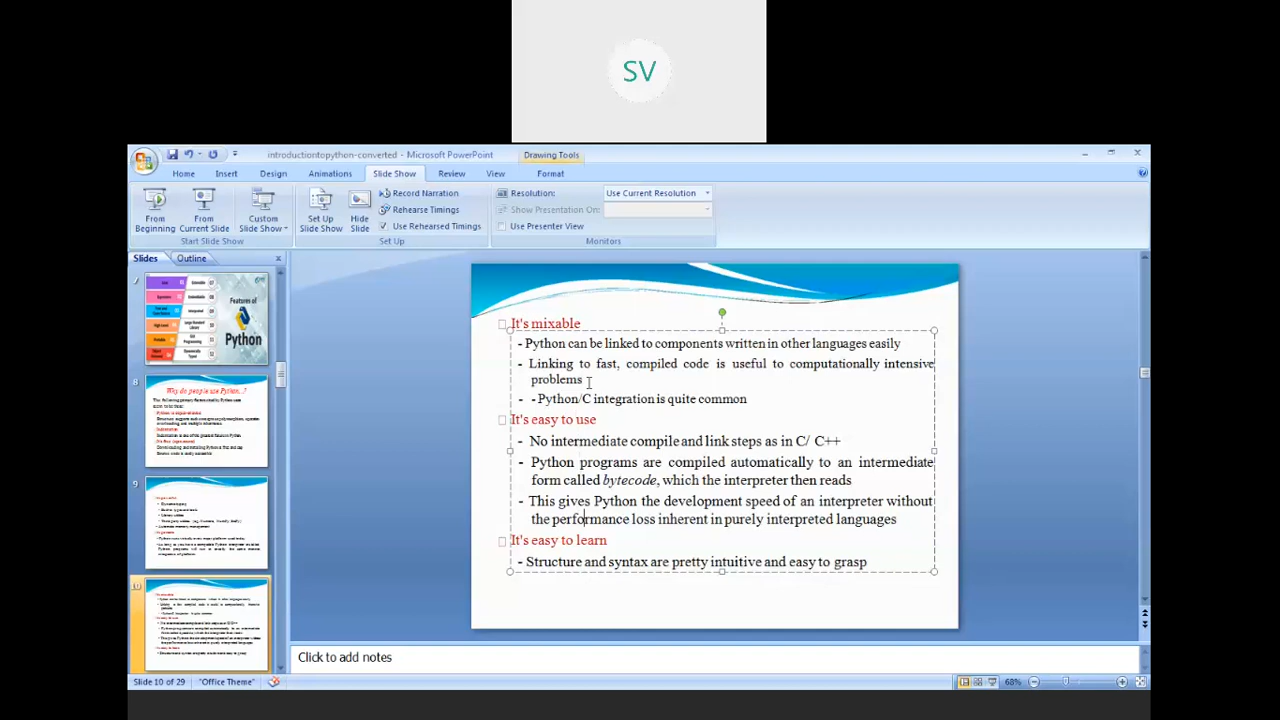 SV
introductiontopython-converted - Microsoft PowerPoint
Drawing Tools
Home
Insert
Design
Animations
Slide Show
Review
View
Format
From Beginning
From Current Slide
Custom Slide Show
Start Slide Show
Set Up Slide Show
Hide Slide
Record Narration
Rehearse Timings
Use Rehearsed Timings
Set Up
Resolution:
Use Current Resolution
Show Presentation On:
Use Presenter View
Monitors
Slides
Outline
7
Features of
Python
8
Why do people use Python..?
9
It's mixable
- Python can be linked to components written in other languages easily
- Linking to fast, compiled code is useful to computationally intensive
problems
- - Python/C integration is quite common
It's easy to use
- No intermediate compile and link steps as in C/ C++
- Python programs are compiled automatically to an intermediate
form called bytecode, which the interpreter then reads
- This gives Python the development speed of an interpreter without
the performance loss inherent in purely interpreted languages
It's easy to learn
- Structure and syntax are pretty intuitive and easy to grasp
Click to add notes
Slide 10 of 29
"Office Theme"
68%